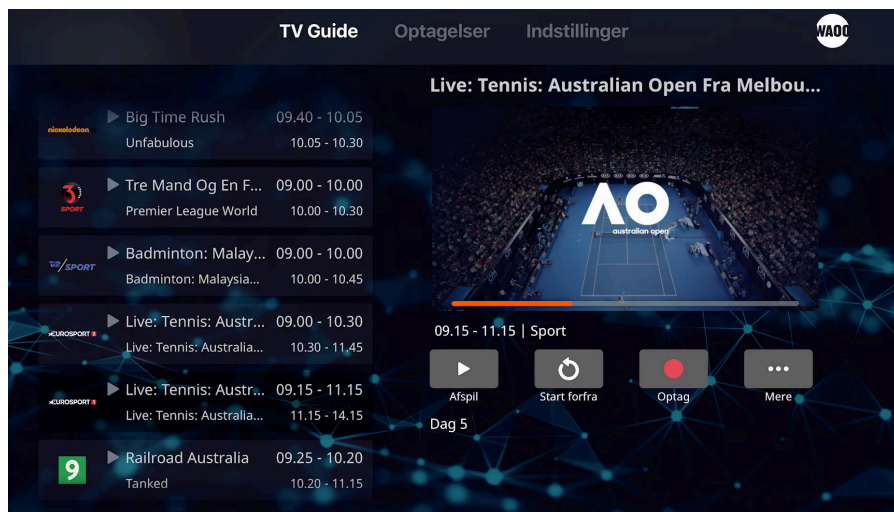 TV Guide Optagelser Indstillinger WAOO
Live: Tennis: Australian Open Fra Melbou...
nickelodeon
Big Time Rush 09.40 - 10.05
Unfabulous 10.05 - 10.30
3
SPORT
Tre Mand Og En F... 09.00 - 10.00
Premier League World 10.00 - 10.30
TV2/SPORT
Badminton: Malay... 09.00 - 10.00
Badminton: Malaysia... 10.00 - 10.45
EUROSPORT 1
Live: Tennis: Austr... 09.00 - 10.30
Live: Tennis: Australia... 10.30 - 11.45
EUROSPORT
Live: Tennis: Austr... 09.15 - 11.15
Live: Tennis: Australia... 11.15 - 14.15
9
Railroad Australia 09.25 - 10.20
Tanked 10.20 - 11.15
AO
australian open
09.15 - 11.15 | Sport
Afspil Start forfra Optag Mere
Dag 5